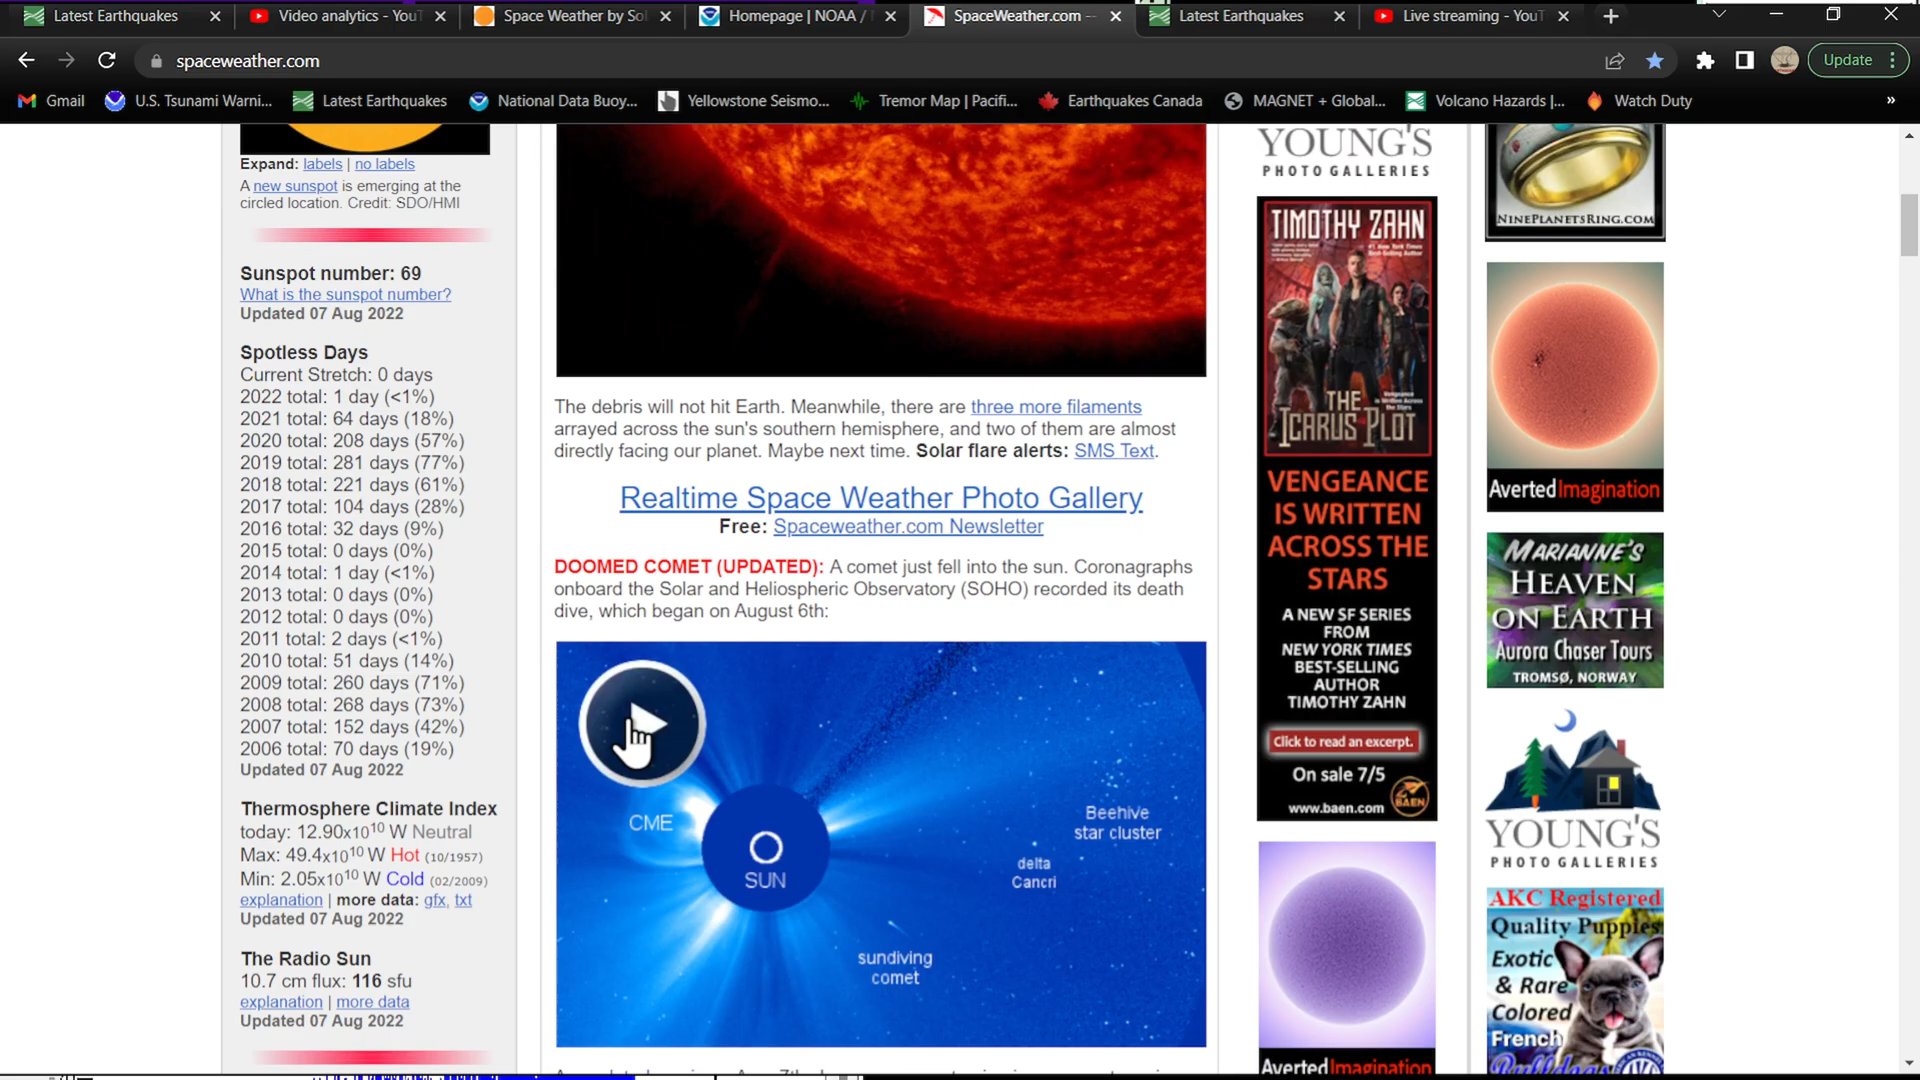 Latest Earthquakes
Video analytics - YouT
Space Weather by Sol
Homepage | NOAA /
SpaceWeather.com --
Latest Earthquakes
Live streaming - YouT
spaceweather.com
Update
Gmail
U.S. Tsunami Warni...
Latest Earthquakes
National Data Buoy...
Yellowstone Seismo...
Tremor Map | Pacifi...
Earthquakes Canada
MAGNET + Global...
Volcano Hazards |...
Watch Duty
»
Expand: labels | no labels
A new sunspot is emerging at the
circled location. Credit: SDO/HMI
Sunspot number: 69
What is the sunspot number?
Updated 07 Aug 2022
Spotless Days
Current Stretch: 0 days
2022 total: 1 day (<1%)
2021 total: 64 days (18%)
2020 total: 208 days (57%)
2019 total: 281 days (77%)
2018 total: 221 days (61%)
2017 total: 104 days (28%)
2016 total: 32 days (9%)
2015 total: 0 days (0%)
2014 total: 1 day (<1%)
2013 total: 0 days (0%)
2012 total: 0 days (0%)
2011 total: 2 days (<1%)
2010 total: 51 days (14%)
2009 total: 260 days (71%)
2008 total: 268 days (73%)
2007 total: 152 days (42%)
2006 total: 70 days (19%)
Updated 07 Aug 2022
Thermosphere Climate Index
today: 12.90x10¹⁰ W Neutral
Max: 49.4x10¹⁰ W Hot (10/1957)
Min: 2.05x10¹⁰ W Cold (02/2009)
explanation | more data: gfx, txt
Updated 07 Aug 2022
The Radio Sun
10.7 cm flux: 116 sfu
explanation | more data
Updated 07 Aug 2022
The debris will not hit Earth. Meanwhile, there are three more filaments
arrayed across the sun's southern hemisphere, and two of them are almost
directly facing our planet. Maybe next time. Solar flare alerts: SMS Text.
Realtime Space Weather Photo Gallery
Free: Spaceweather.com Newsletter
DOOMED COMET (UPDATED): A comet just fell into the sun. Coronagraphs
onboard the Solar and Heliospheric Observatory (SOHO) recorded its death
dive, which began on August 6th:
CME
SUN
Beehive
star cluster
delta
Cancri
sundiving
comet
YOUNG'S
PHOTO GALLERIES
TIMOTHY ZAHN
THE
ICARUS PLOT
VENGEANCE
IS WRITTEN
ACROSS THE
STARS
A NEW SF SERIES
FROM
NEW YORK TIMES
BEST-SELLING
AUTHOR
TIMOTHY ZAHN
Click to read an excerpt.
On sale 7/5
www.baen.com
BAEN
AvertedImagination
NINEPLANETSRING.COM
AvertedImagination
MARIANNE'S
HEAVEN
ON EARTH
Aurora Chaser Tours
TROMSØ, NORWAY
YOUNG'S
PHOTO GALLERIES
AKC Registered
Quality Puppies
Exotic
& Rare
Colored
French
Bulldogs